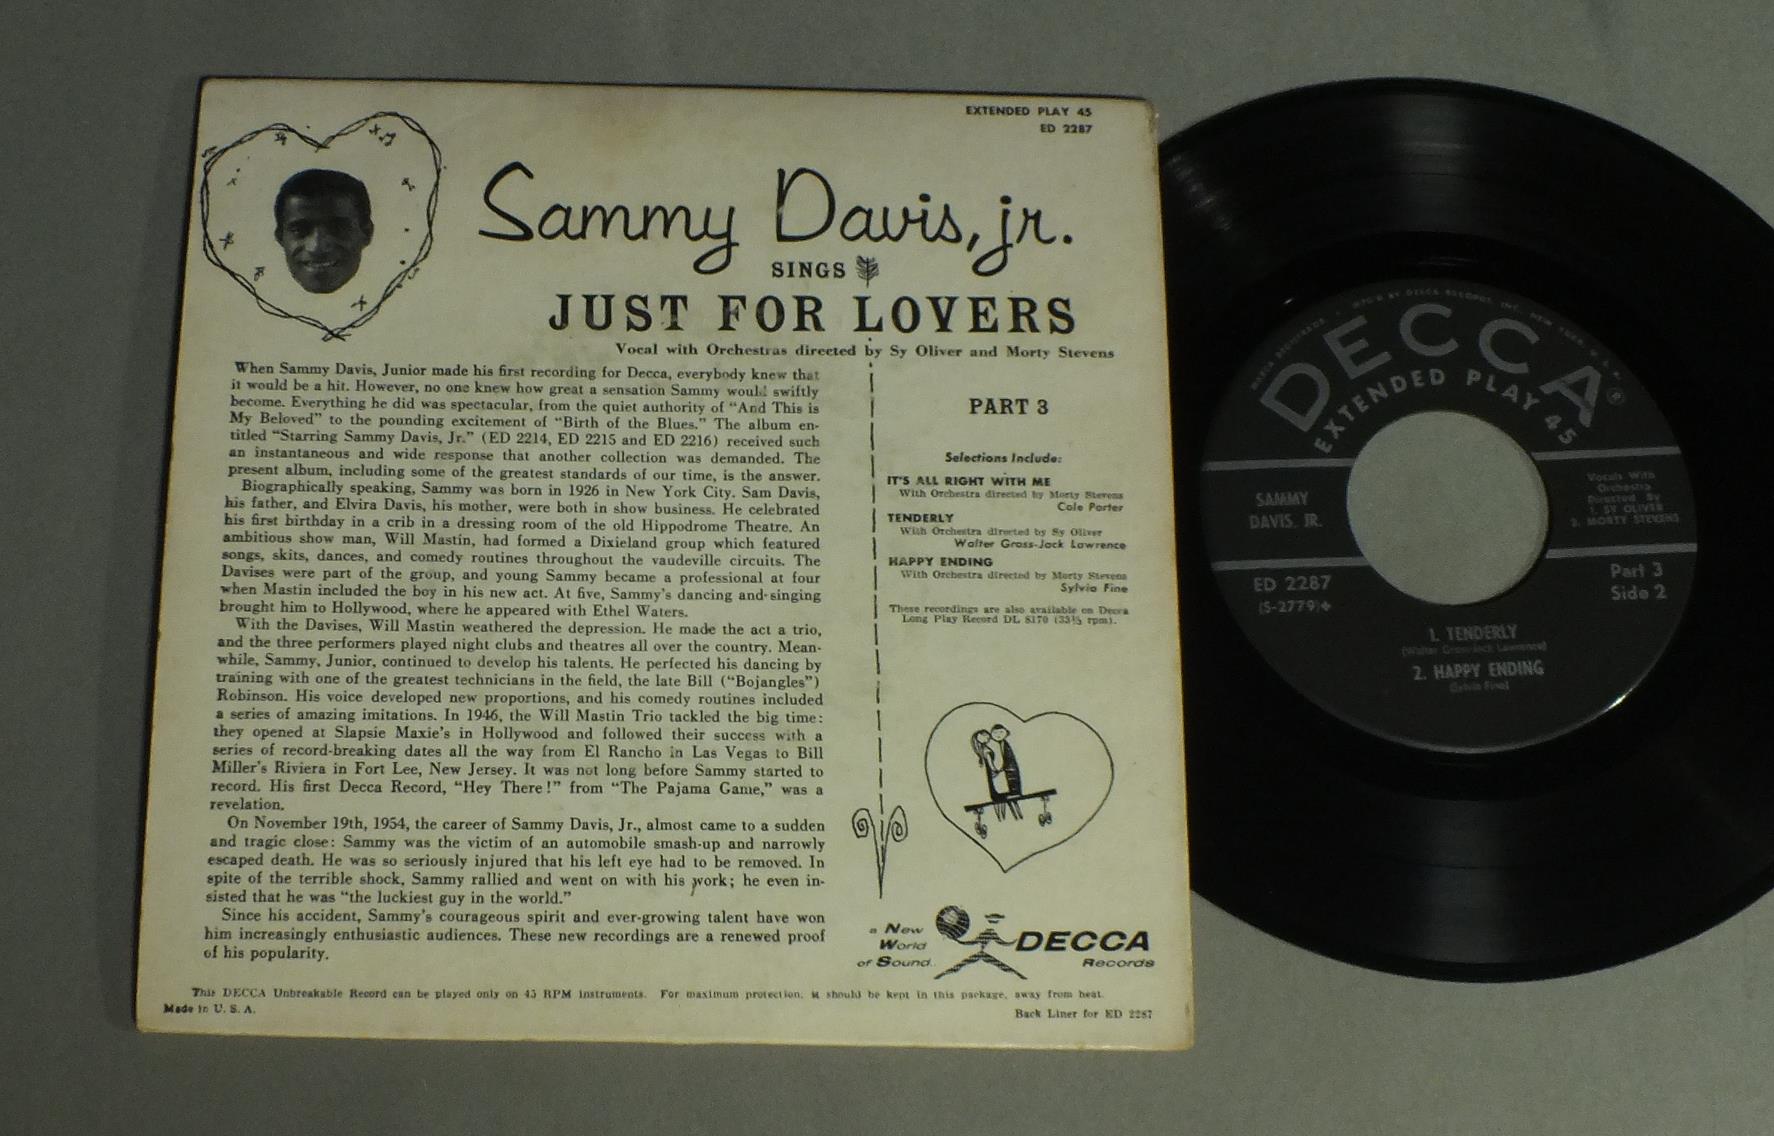 EXTENDED PLAY 45
ED 2287
Sammy Davis, jr.
SINGS
JUST FOR LOVERS
Vocal with Orchestras directed by Sy Oliver and Morty Stevens
When Sammy Davis, Junior made his first recording for Decca, everybody knew that
it would be a hit. However, no one knew how great a sensation Sammy would swiftly
become. Everything he did was spectacular, from the quiet authority of "And This is
My Beloved" to the pounding excitement of "Birth of the Blues." The album en-
titled "Starring Sammy Davis, Jr." (ED 2214, ED 2215 and ED 2216) received such
an instantaneous and wide response that another collection was demanded. The
present album, including some of the greatest standards of our time, is the answer.
Biographically speaking, Sammy was born in 1926 in New York City. Sam Davis,
his father, and Elvira Davis, his mother, were both in show business. He celebrated
his first birthday in a crib in a dressing room of the old Hippodrome Theatre. An
ambitious show man, Will Mastin, had formed a Dixieland group which featured
songs, skits, dances, and comedy routines throughout the vaudeville circuits. The
Davises were part of the group, and young Sammy became a professional at four
when Mastin included the boy in his new act. At five, Sammy's dancing and singing
brought him to Hollywood, where he appeared with Ethel Waters.
With the Davises, Will Mastin weathered the depression. He made the act a trio,
and the three performers played night clubs and theatres all over the country. Mean-
while, Sammy, Junior, continued to develop his talents. He perfected his dancing by
training with one of the greatest technicians in the field, the late Bill ("Bojangles")
Robinson. His voice developed new proportions, and his comedy routines included
a series of amazing imitations. In 1946, the Will Mastin Trio tackled the big time:
they opened at Slapsie Maxie's in Hollywood and followed their success with a
series of record-breaking dates all the way from El Rancho in Las Vegas to Bill
Miller's Riviera in Fort Lee, New Jersey. It was not long before Sammy started to
record. His first Decca Record, "Hey There!" from "The Pajama Game," was a
revelation.
On November 19th, 1954, the career of Sammy Davis, Jr., almost came to a sudden
and tragic close: Sammy was the victim of an automobile smash-up and narrowly
escaped death. He was so seriously injured that his left eye had to be removed. In
spite of the terrible shock, Sammy rallied and went on with his work; he even in-
sisted that he was "the luckiest guy in the world."
Since his accident, Sammy's courageous spirit and ever-growing talent have won
him increasingly enthusiastic audiences. These new recordings are a renewed proof
of his popularity.
PART 3
Selections Include:
IT'S ALL RIGHT WITH ME
With Orchestra directed by Morty Stevens
Cole Porter
TENDERLY
With Orchestra directed by Sy Oliver
Walter Gross-Jack Lawrence
HAPPY ENDING
With Orchestra directed by Morty Stevens
Sylvia Fine
These recordings are also available on Decca
Long Play Record DL 8170 (33⅓ rpm).
a New
World
of Sound
DECCA
Records
This DECCA Unbreakable Record can be played only on 45 RPM instruments. For maximum protection, it should be kept in this package, away from heat.
Made in U. S. A.
Back Liner for ED 2287
DECCA ®
EXTENDED PLAY 45
SAMMY
DAVIS, JR.
Vocals With
Orchestra
Directed By
1. SY OLIVER
2. MORTY STEVENS
ED 2287
(S-2779)
Part 3
Side 2
1. TENDERLY
(Walter Gross-Jack Lawrence)
2. HAPPY ENDING
(Sylvia Fine)